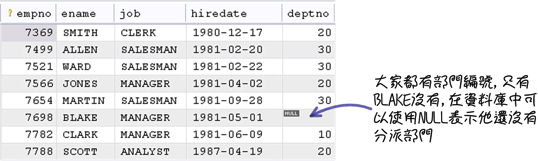 ? empno ename job hiredate deptno
7369 SMITH CLERK 1980-12-17 20
7499 ALLEN SALESMAN 1981-02-20 30
7521 WARD SALESMAN 1981-02-22 30
7566 JONES MANAGER 1981-04-02 20
7654 MARTIN SALESMAN 1981-09-28 30
7698 BLAKE MANAGER 1981-05-01 NULL
7782 CLARK MANAGER 1981-06-09 10
7788 SCOTT ANALYST 1987-04-19 20
大家都有部門編號,只有
BLAKE沒有,在資料庫中可
以使用NULL表示他還沒有
分派部門